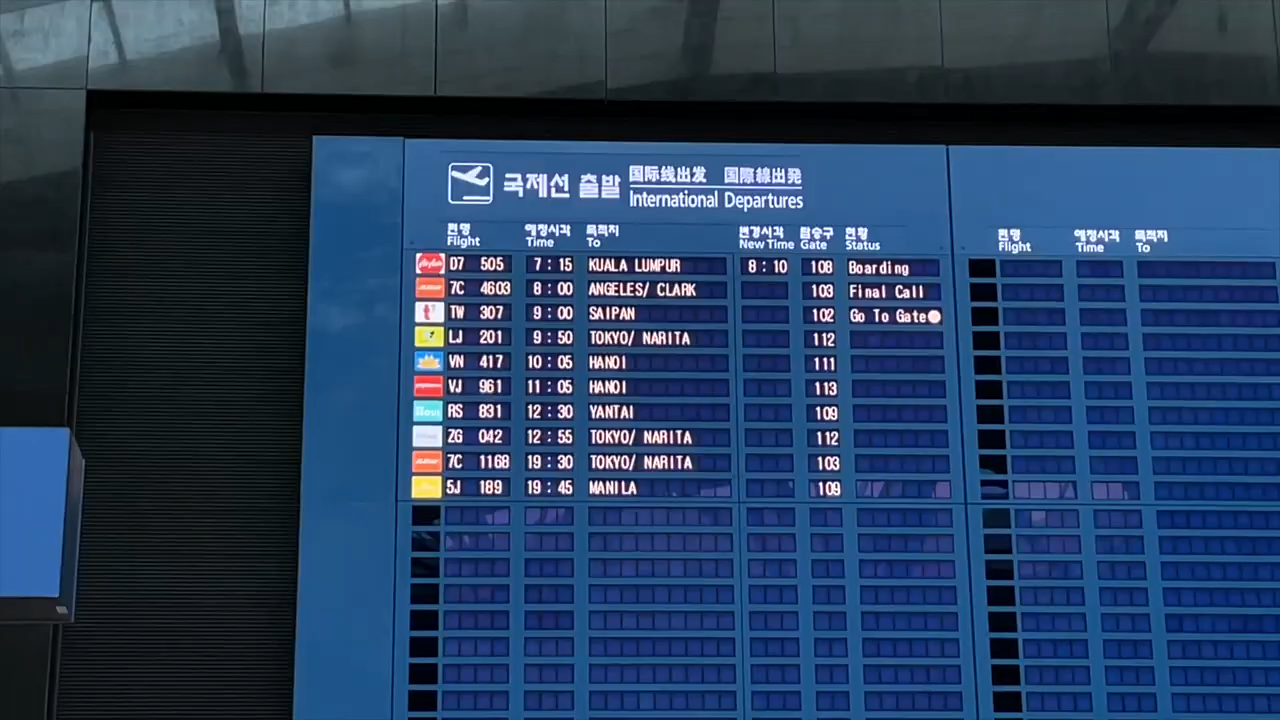 국제선 출발 国际线出发 国際線出発
International Departures
편명 예정시각 목적지 변경시각 탑승구 현황 편명 예정시각 목적지
Flight Time To New Time Gate Status Flight Time To
D7 505 7:15 KUALA LUMPUR 8:10 108 Boarding
7C 4603 8:00 ANGELES/ CLARK 103 Final Call
TW 307 9:00 SAIPAN 102 Go To Gate
LJ 201 9:50 TOKYO/ NARITA 112
VN 417 10:05 HANOI 111
VJ 961 11:05 HANOI 113
RS 831 12:30 YANTAI 109
ZG 042 12:55 TOKYO/ NARITA 112
7C 1168 19:30 TOKYO/ NARITA 103
5J 189 19:45 MANILA 109